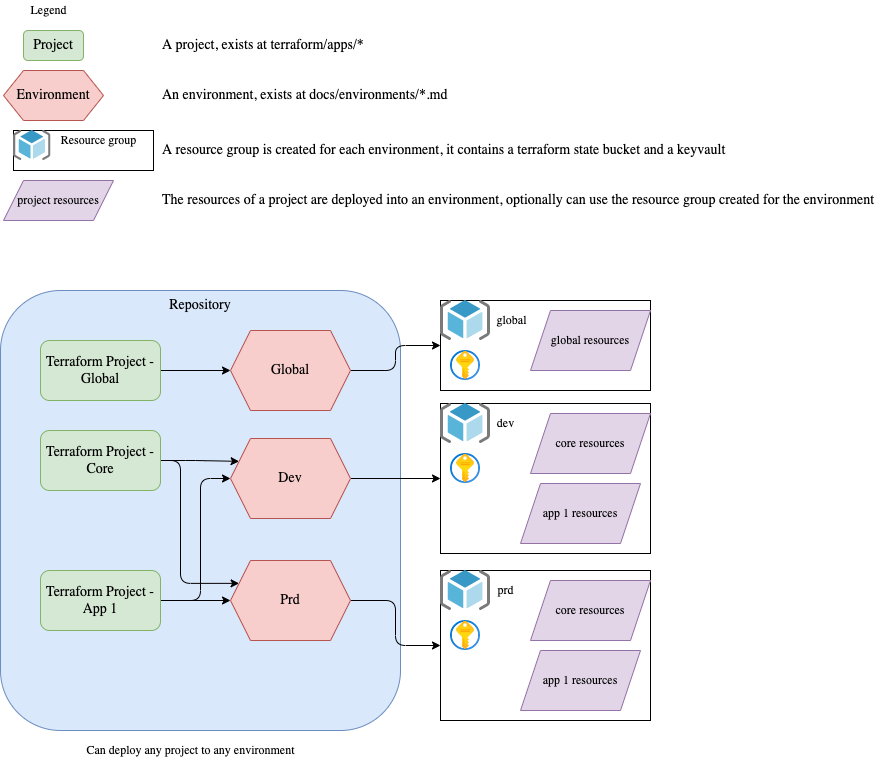 Legend
Project
A project, exists at terraform/apps/*
Environment
An environment, exists at docs/environments/*.md
Resource group
A resource group is created for each environment, it contains a terraform state bucket and a keyvault
project resources
The resources of a project are deployed into an environment, optionally can use the resource group created for the environment
Repository
Terraform Project -
Global
Global
global
global resources
Terraform Project -
Core
Dev
dev
core resources
app 1 resources
Terraform Project -
App 1
Prd
prd
core resources
app 1 resources
Can deploy any project to any environment